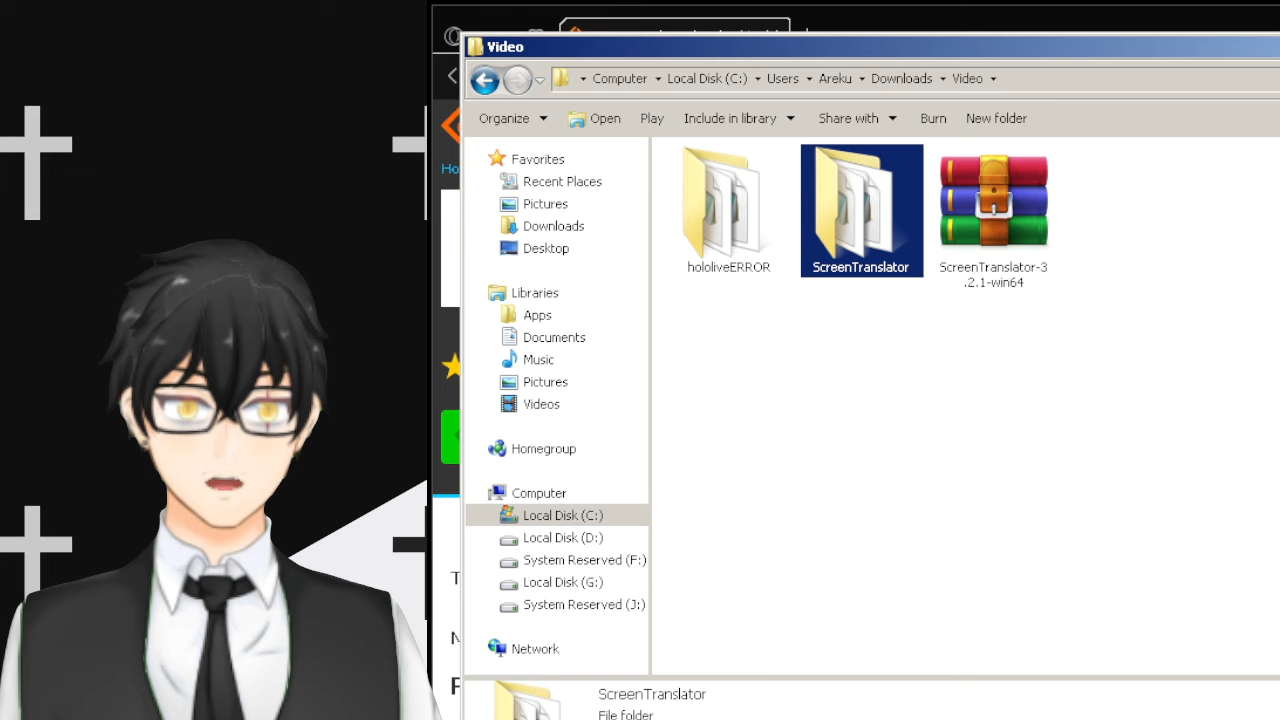 Video
Computer Local Disk (C:) Users Areku Downloads Video
Organize Open Play Include in library Share with Burn New folder
Ho
Favorites
Recent Places
Pictures
Downloads
Desktop
Libraries
Apps
Documents
Music
Pictures
Videos
Homegroup
Computer
Local Disk (C:)
Local Disk (D:)
System Reserved (F:)
Local Disk (G:)
System Reserved (J:)
Network
hololiveERROR
ScreenTranslator
ScreenTranslator-3
.2.1-win64
ScreenTranslator
File folder